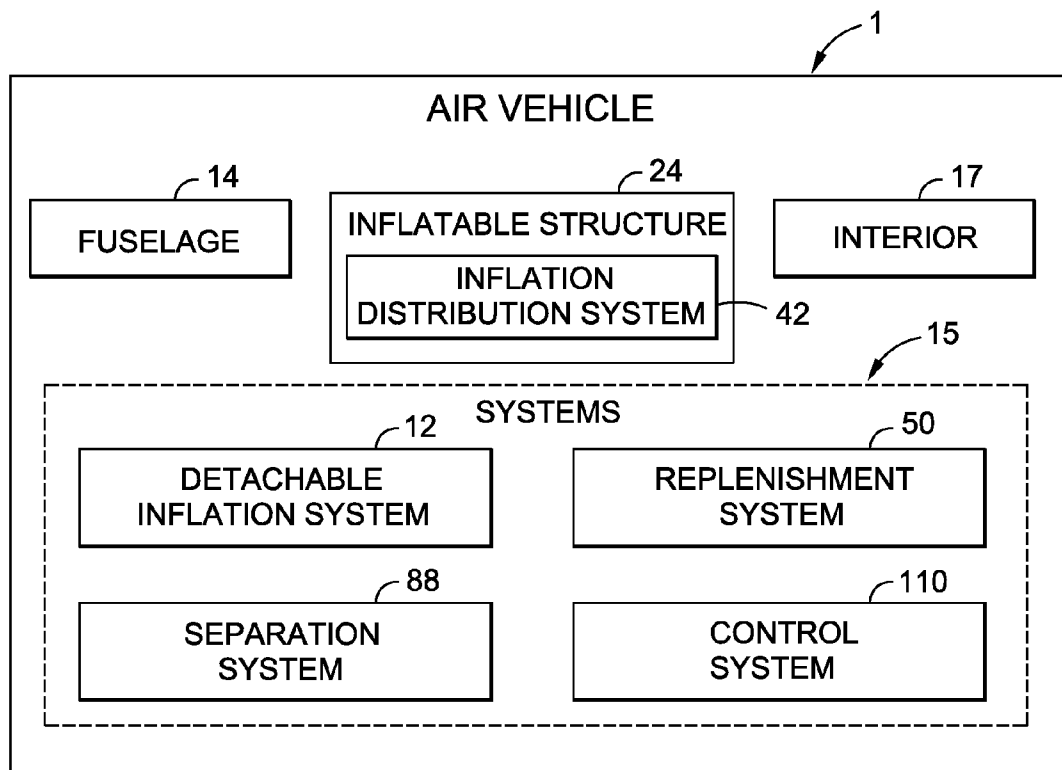 1
AIR VEHICLE
14
FUSELAGE
24
INFLATABLE STRUCTURE
INFLATION
DISTRIBUTION SYSTEM
42
17
INTERIOR
15
SYSTEMS
12
DETACHABLE
INFLATION SYSTEM
50
REPLENISHMENT
SYSTEM
88
SEPARATION
SYSTEM
110
CONTROL
SYSTEM